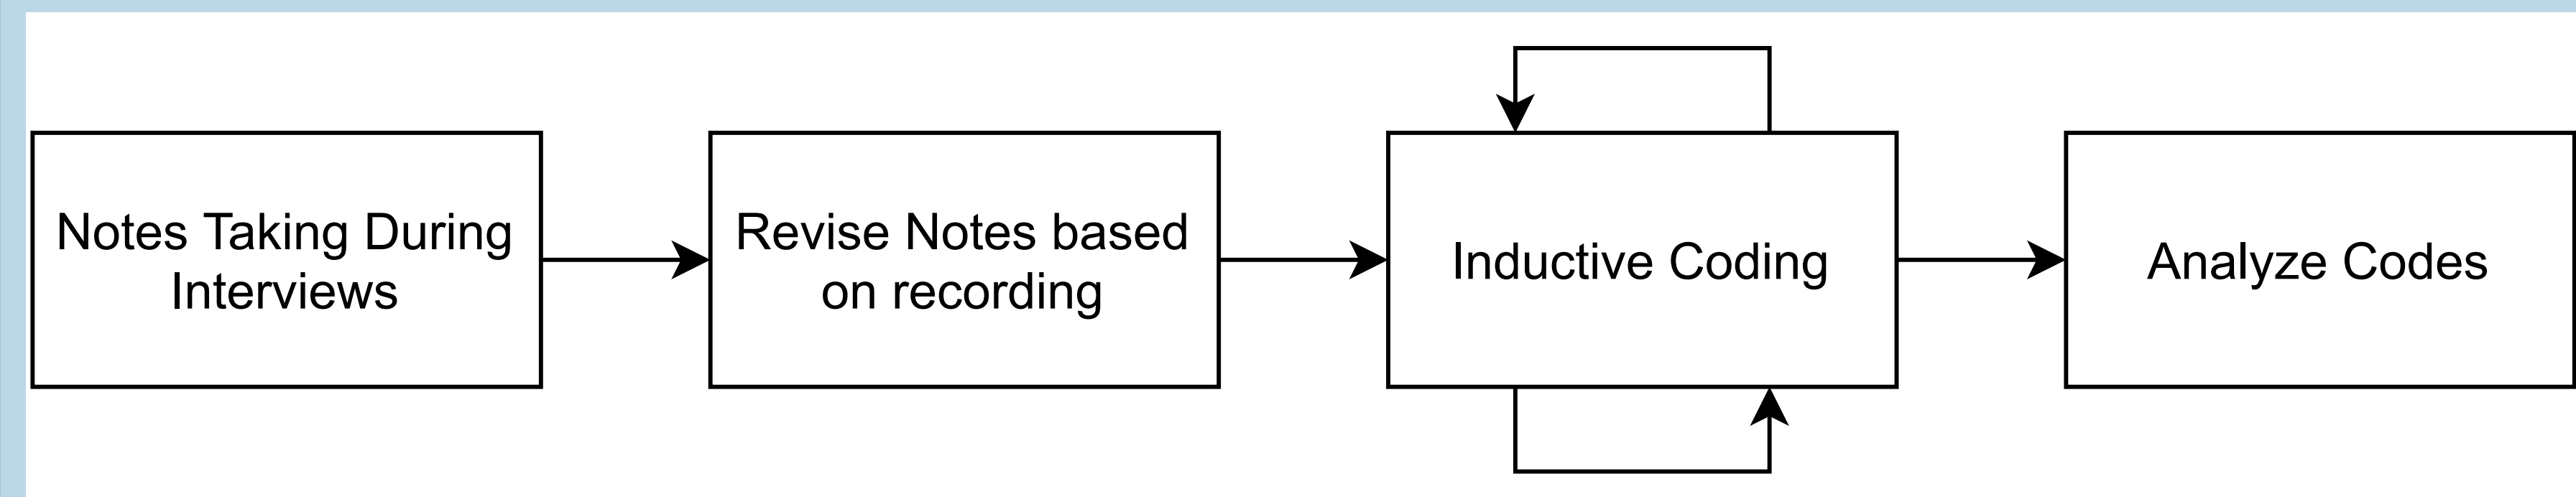 Notes Taking During
Interviews
Revise Notes based
on recording
Inductive Coding
Analyze Codes